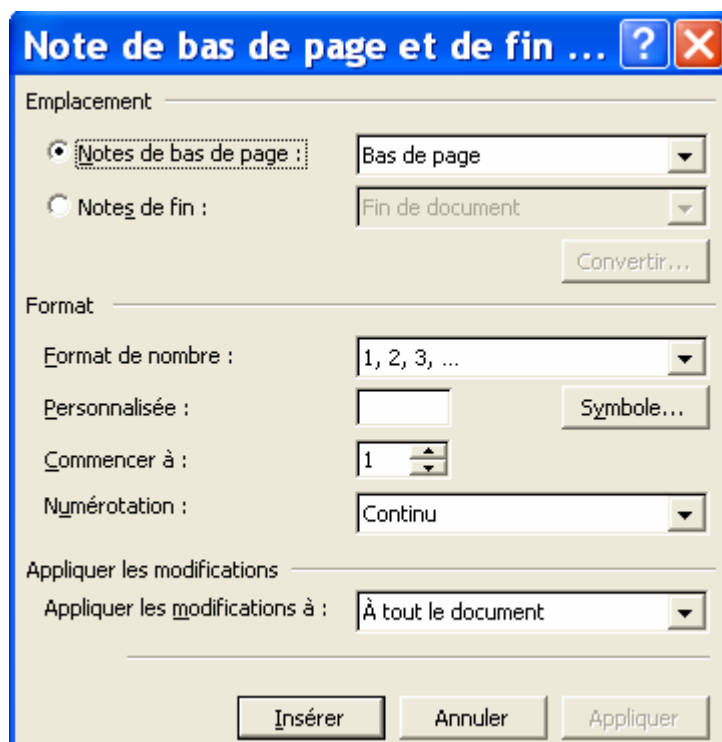 Note de bas de page et de fin ...
Emplacement
Notes de bas de page : Bas de page
Notes de fin : Fin de document
Convertir...
Format
Format de nombre : 1, 2, 3, ...
Personnalisée : Symbole...
Commencer à : 1
Numérotation : Continu
Appliquer les modifications
Appliquer les modifications à : À tout le document
Insérer Annuler Appliquer